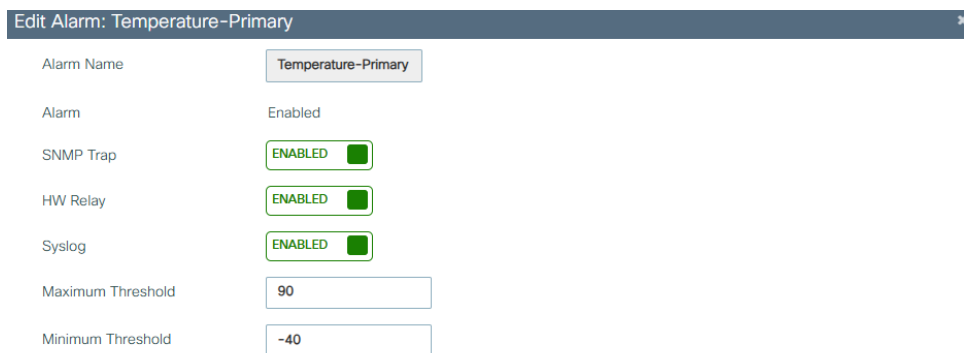 Edit Alarm: Temperature-Primary
Alarm Name Temperature-Primary
Alarm Enabled
SNMP Trap ENABLED
HW Relay ENABLED
Syslog ENABLED
Maximum Threshold 90
Minimum Threshold -40